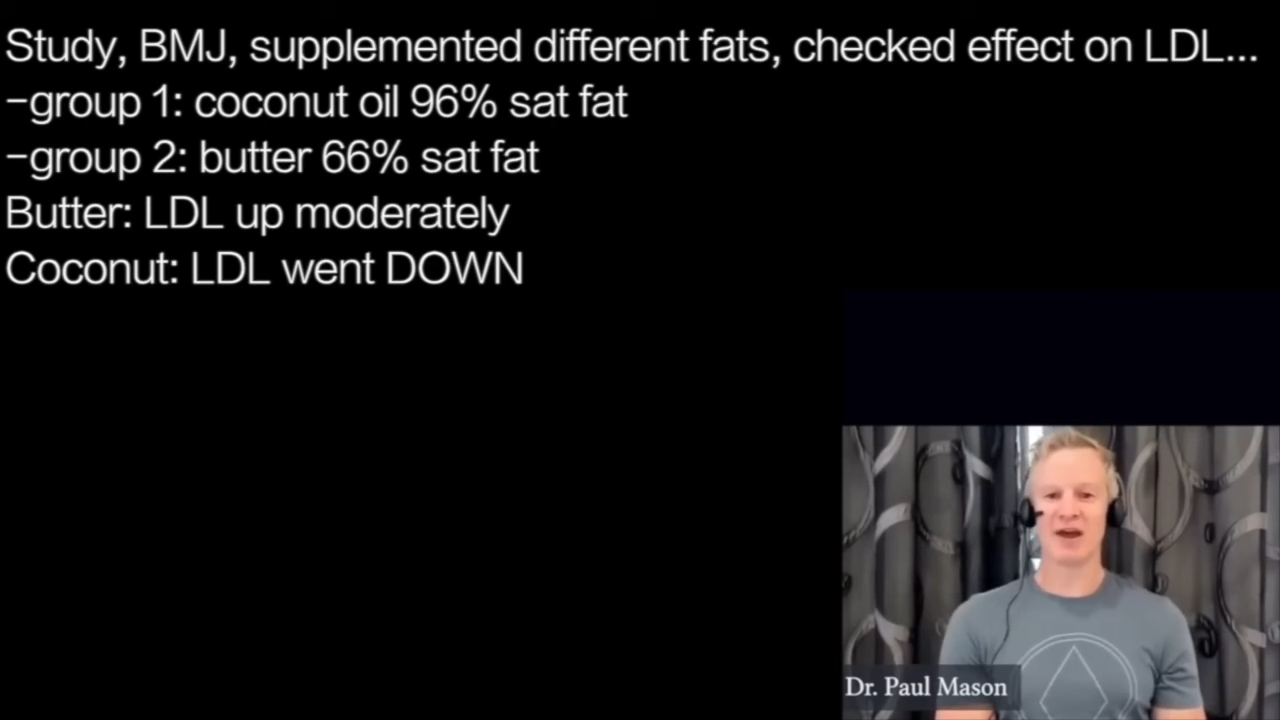 Study, BMJ, supplemented different fats, checked effect on LDL...
-group 1: coconut oil 96% sat fat
-group 2: butter 66% sat fat
Butter: LDL up moderately
Coconut: LDL went DOWN
Dr. Paul Mason